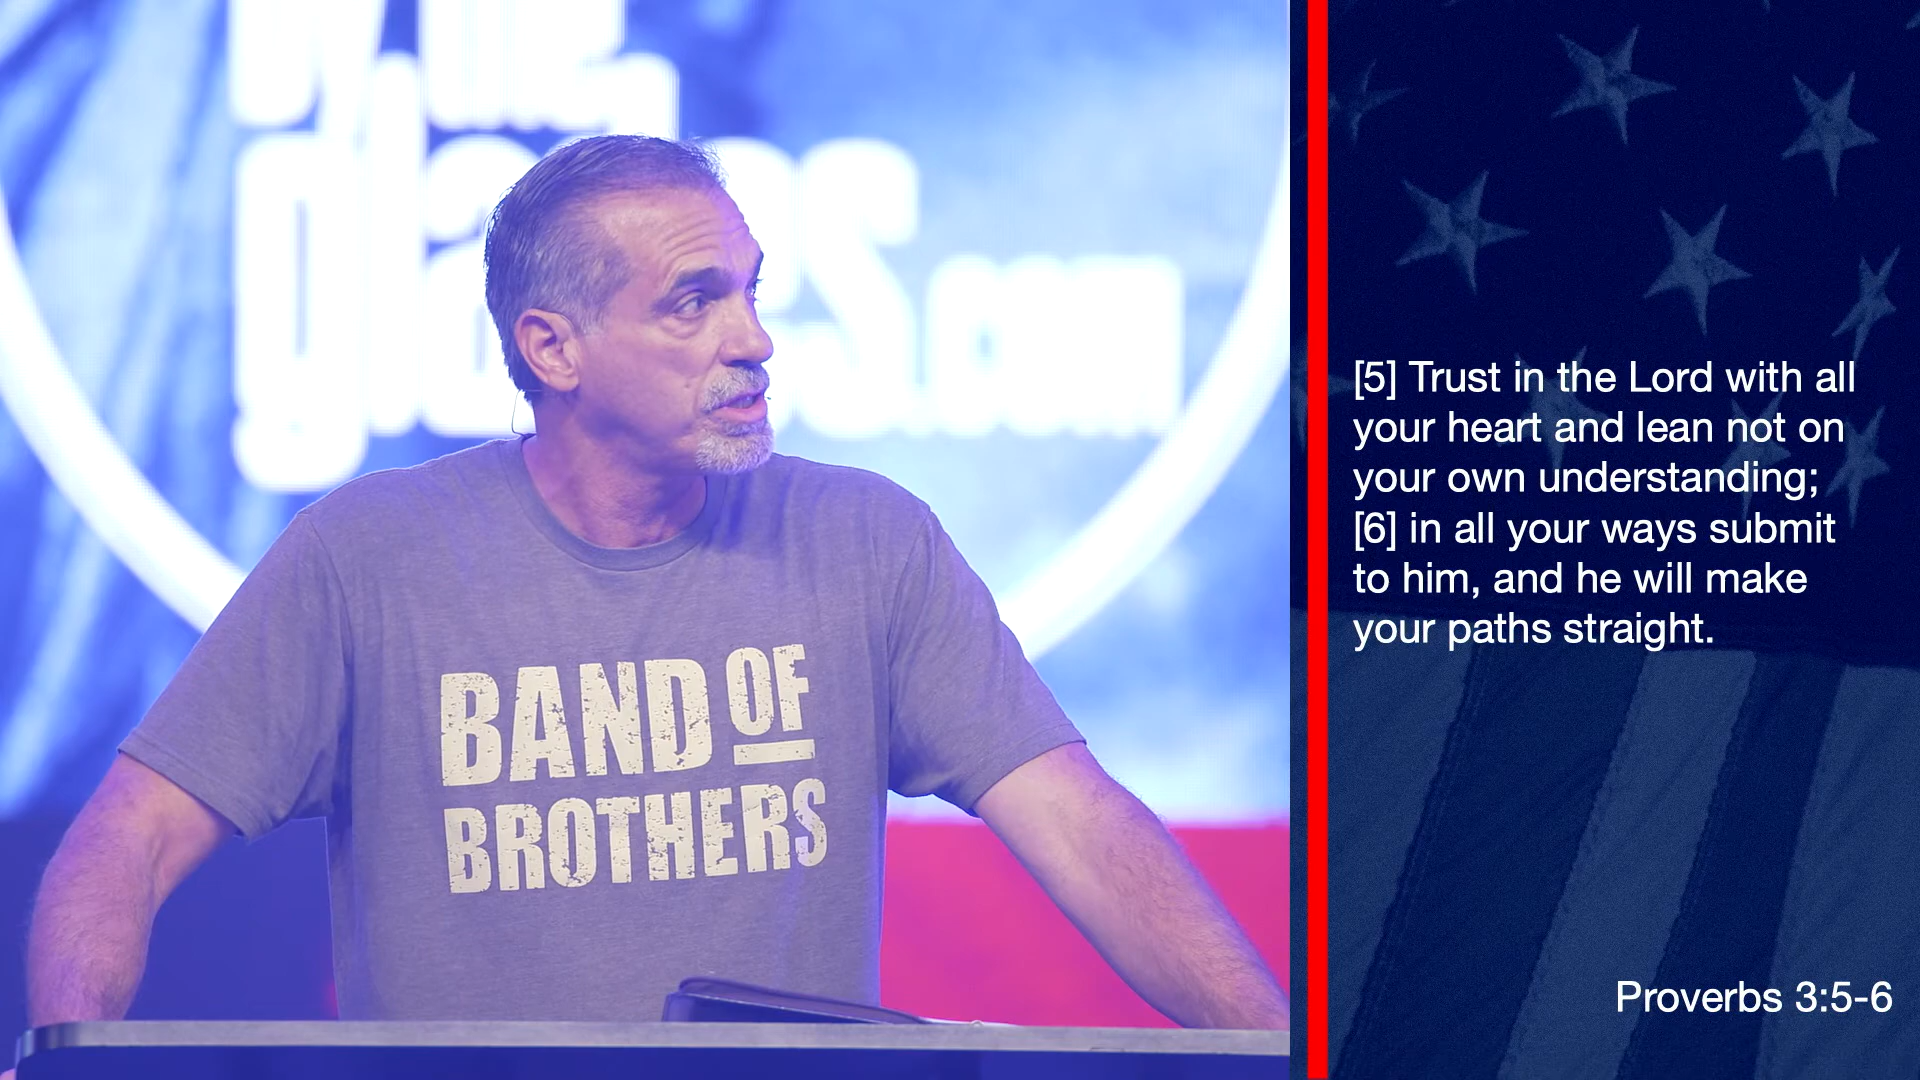 BAND OF
BROTHERS
.com
[5] Trust in the Lord with all
your heart and lean not on
your own understanding;
[6] in all your ways submit
to him, and he will make
your paths straight.
Proverbs 3:5-6